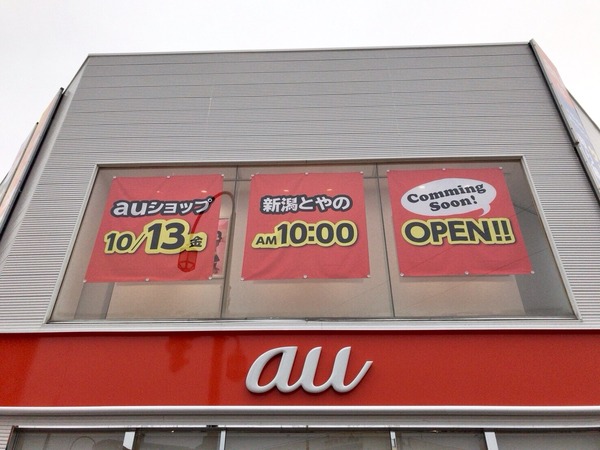 auショップ
10/13金
新潟とやの
AM10:00
Comming
Soon!
OPEN!!
au